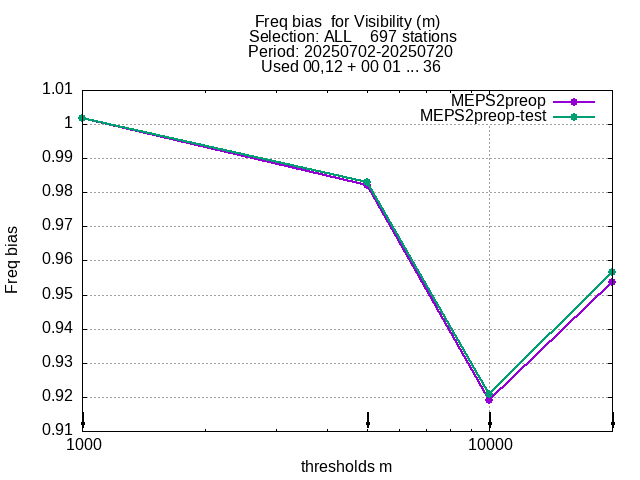 Freq bias  for Visibility (m)
Selection: ALL    697 stations
Period: 20250702-20250720
Used 00,12 + 00 01 ... 36
MEPS2preop
MEPS2preop-test
1.01
1
0.99
0.98
0.97
0.96
0.95
0.94
0.93
0.92
0.91
Freq bias
1000
10000
thresholds m